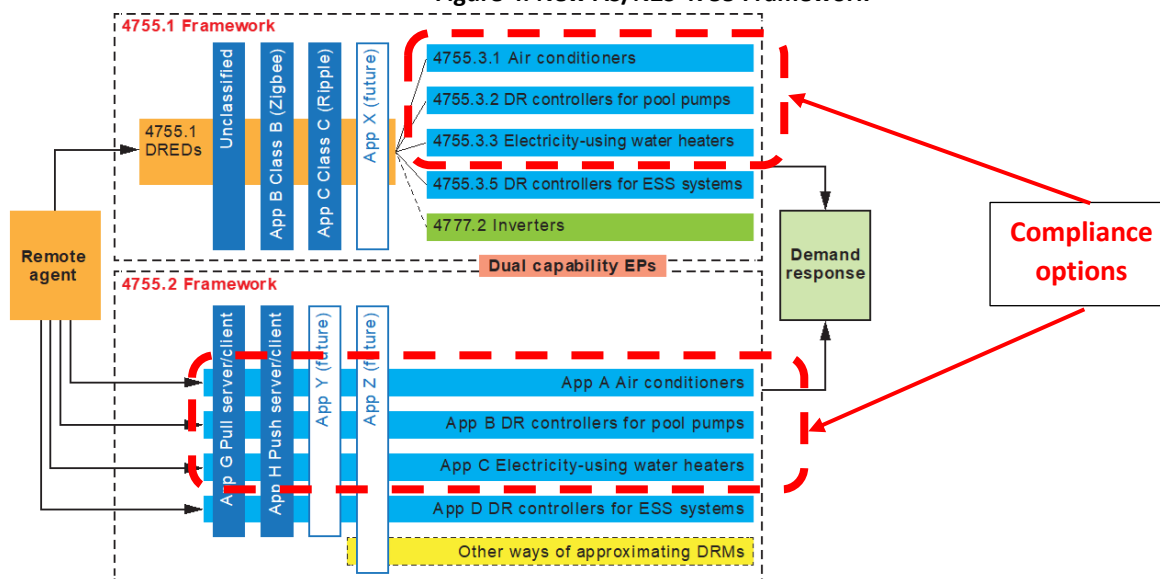 4755.1 Framework
Unclassified
App B Class B (Zigbee)
App C Class C (Ripple)
App X (future)
4755.1
DREDs
4755.3.1 Air conditioners
4755.3.2 DR controllers for pool pumps
4755.3.3 Electricity-using water heaters
4755.3.5 DR controllers for ESS systems
4777.2 Inverters
Remote
agent
Dual capability EPs
Demand
response
Compliance
options
4755.2 Framework
App G Pull server/client
App H Push server/client
App Y (future)
App Z (future)
App A Air conditioners
App B DR controllers for pool pumps
App C Electricity-using water heaters
App D DR controllers for ESS systems
Other ways of approximating DRMs